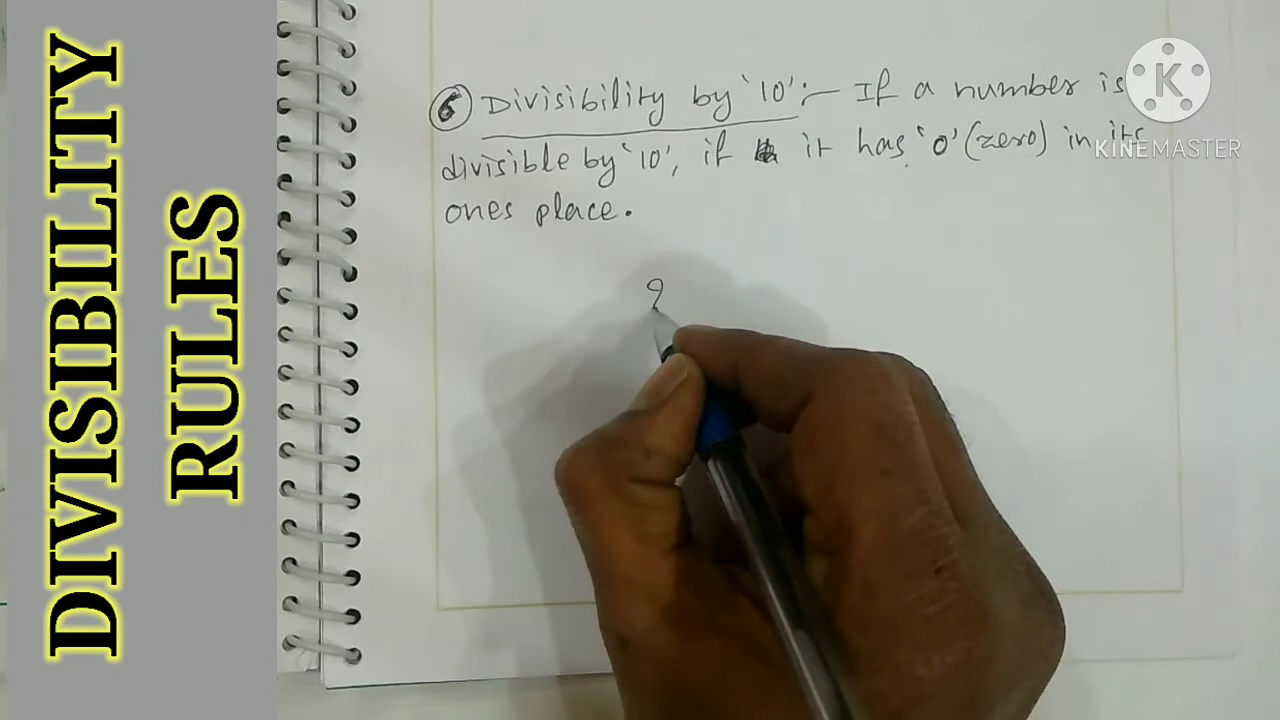 DIVISIBILITY
RULES
6 Divisibility by '10' :- If a number is
divisible by '10', if it has '0' (zero) in its
ones place.
K
KINEMASTER